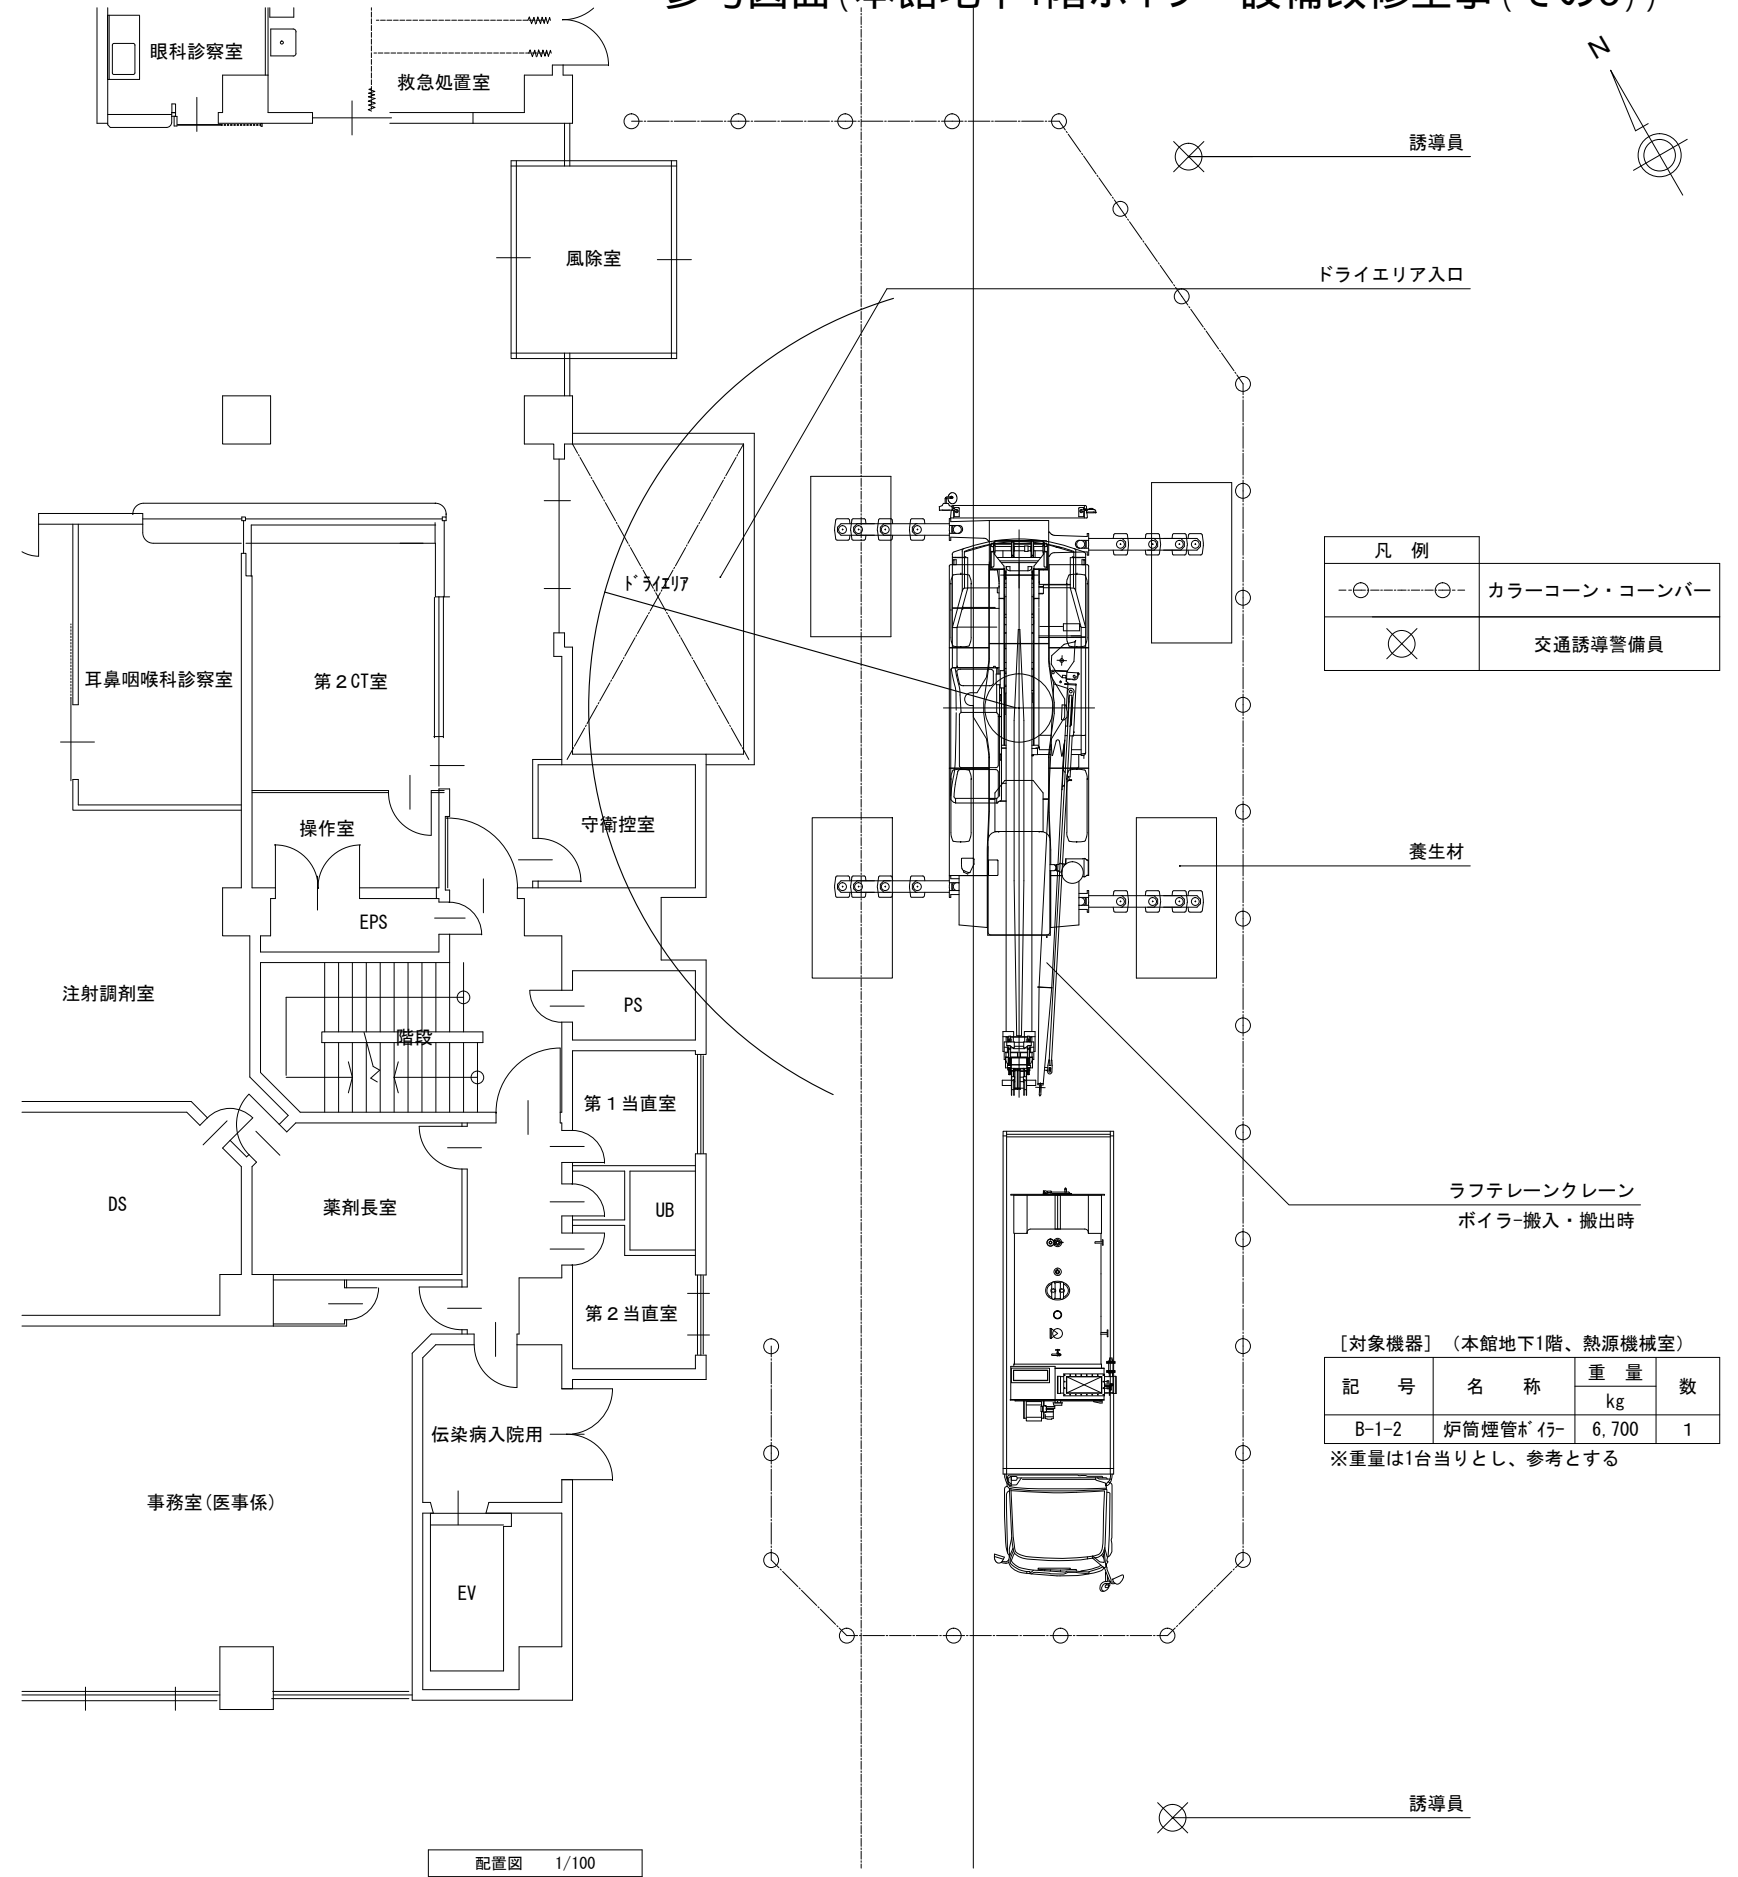 眼科診察室
救急処置室
N
誘導員
風除室
ドライエリア入口
ドライエリア
凡 例
カラーコーン・コーンバー
交通誘導警備員
耳鼻咽喉科診察室
第2CT室
操作室
守衛控室
養生材
EPS
注射調剤室
PS
階段
第1当直室
DS
薬剤長室
UB
ラフテレーンクレーン
ボイラー搬入・搬出時
第2当直室
[対象機器] (本館地下1階、熱源機械室)
記 号 名 称 重 量 数
kg
B-1-2 炉筒煙管ボイラー 6,700 1
※重量は1台当りとし、参考とする
伝染病入院用
事務室(医事係)
EV
誘導員
配置図 1/100